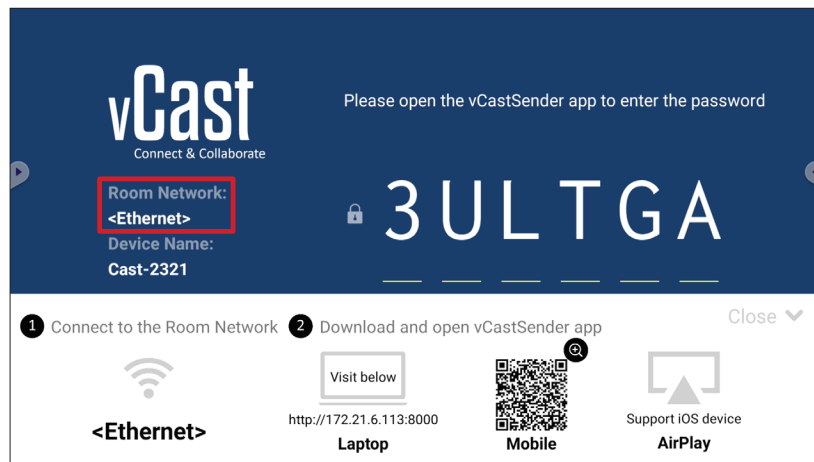 vCast
Connect & Collaborate
Please open the vCastSender app to enter the password
Room Network:
<Ethernet>
Device Name:
Cast-2321
3ULTGA
1 Connect to the Room Network
2 Download and open vCastSender app
Close
<Ethernet>
Visit below
http://172.21.6.113:8000
Laptop
Mobile
Support iOS device
AirPlay